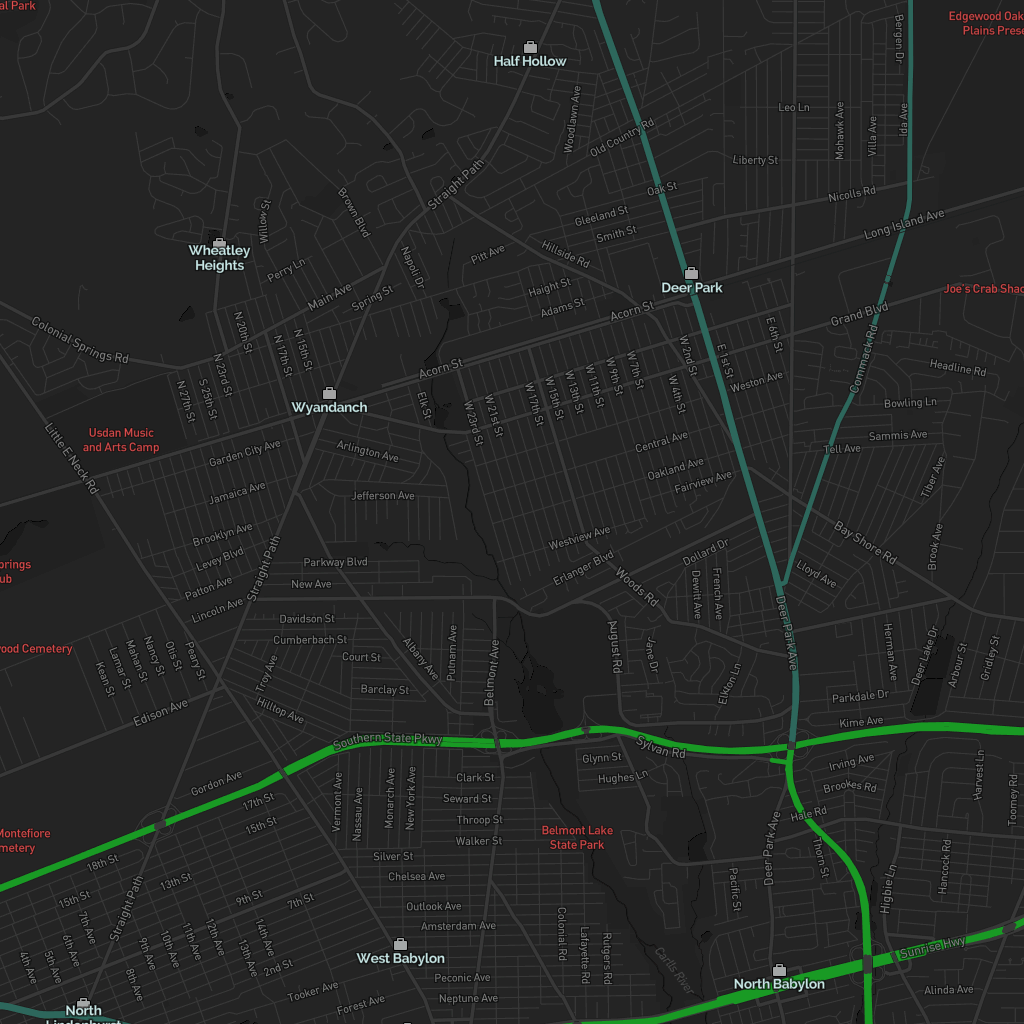 al Park
Edgewood Oak
Plains Prese
Bergen Dr
Half Hollow
Woodlawn Ave
Leo Ln
Mohawk Ave
Villa Ave
Ida Ave
Old Country Rd
Liberty St
Straight Path
Oak St
Nicolls Rd
Brown Blvd
Willow St
Gleeland St
Smith St
Long Island Ave
Wheatley
Heights
Napoli Dr
Pitt Ave
Hillside Rd
Perry Ln
Main Ave
Spring St
Haight St
Adams St
Acorn St
Deer Park
Joe's Crab Shac
Grand Blvd
Colonial Springs Rd
N 20th St
N 17th St
N 15th St
E 6th St
Commack Rd
N 23rd St
Acorn St
W 2nd St
E 1st St
Headline Rd
N 27th St
S 25th St
Wyandanch
Elk St
W 23rd St
W 21st St
W 17th St
W 15th St
W 13th St
W 11th St
W 9th St
W 7th St
W 4th St
Weston Ave
Bowling Ln
Usdan Music
and Arts Camp
Little E Neck Rd
Garden City Ave
Arlington Ave
Central Ave
Sammis Ave
Tell Ave
Oakland Ave
Fairview Ave
Tiber Ave
Jamaica Ave
Jefferson Ave
Brooklyn Ave
Westview Ave
Bay Shore Rd
Brook Ave
Levey Blvd
Straight Path
Parkway Blvd
Erlanger Blvd
Woods Rd
Dollard Dr
Lloyd Ave
prings
ub
Patton Ave
New Ave
Dewitt Ave
French Ave
Lincoln Ave
Davidson St
Cumberbach St
Court St
Albany Ave
Putnam Ave
Belmont Ave
August Rd
Jane Dr
Deer Park Ave
Herman Ave
Deer Lake Dr
Arbour St
Gridley St
wood Cemetery
Kean St
Lamar St
Mahan St
Nancy St
Otis St
Peary St
Troy Ave
Barclay St
Elkton Ln
Parkdale Dr
Edison Ave
Hilltop Ave
Kime Ave
Southern State Pkwy
Sylvan Rd
Glynn St
Hughes Ln
Irving Ave
Brookes Rd
Harvest Ln
Toomey Rd
Gordon Ave
17th St
15th St
Vermont Ave
Nassau Ave
Monarch Ave
New York Ave
Clark St
Seward St
Throop St
Walker St
Hale Rd
Belmont Lake
State Park
Montefiore
metery
18th St
Silver St
Chelsea Ave
Deer Park Ave
Thorn St
Hancock Rd
Higbie Ln
Pacific St
15th St
13th St
9th St
7th St
Straight Path
Outlook Ave
Amsterdam Ave
Colonial Rd
Lafayette Rd
Rutgers Rd
7th Ave
6th Ave
5th Ave
4th Ave
9th Ave
10th Ave
11th Ave
12th Ave
13th Ave
14th Ave
8th Ave
2nd St
West Babylon
Peconic Ave
Neptune Ave
Tooker Ave
Forest Ave
Carlls River
North Babylon
Sunrise Hwy
Alinda Ave
North
Lindenhurst